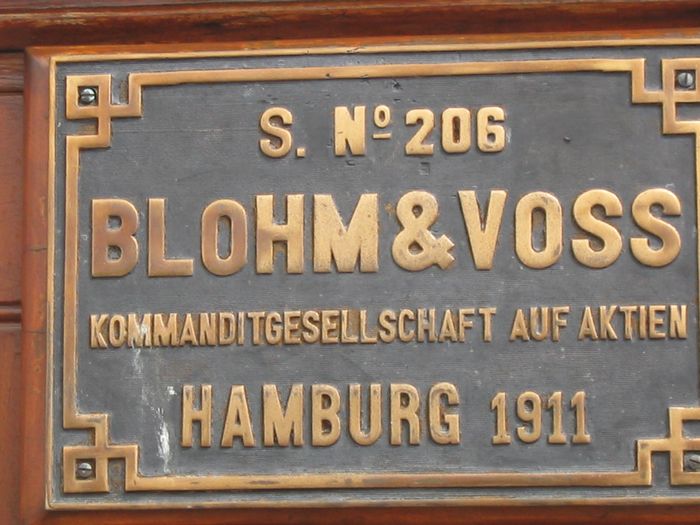 S. Nº 206
BLOHM & VOSS
KOMMANDITGESELLSCHAFT AUF AKTIEN
HAMBURG 1911